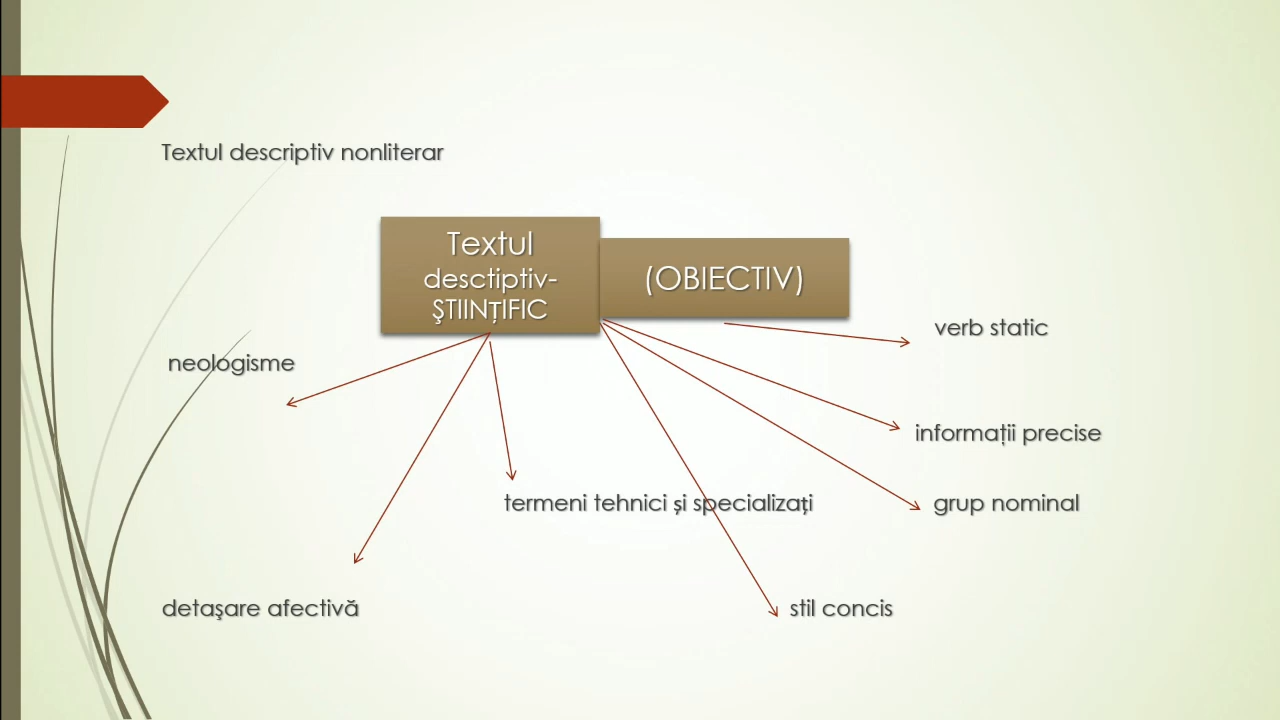 Textul descriptiv nonliterar
Textul
desctiptiv-
ŞTIINȚIFIC
(OBIECTIV)
verb static
neologisme
informații precise
termeni tehnici și specializați
grup nominal
detaşare afectivă
stil concis